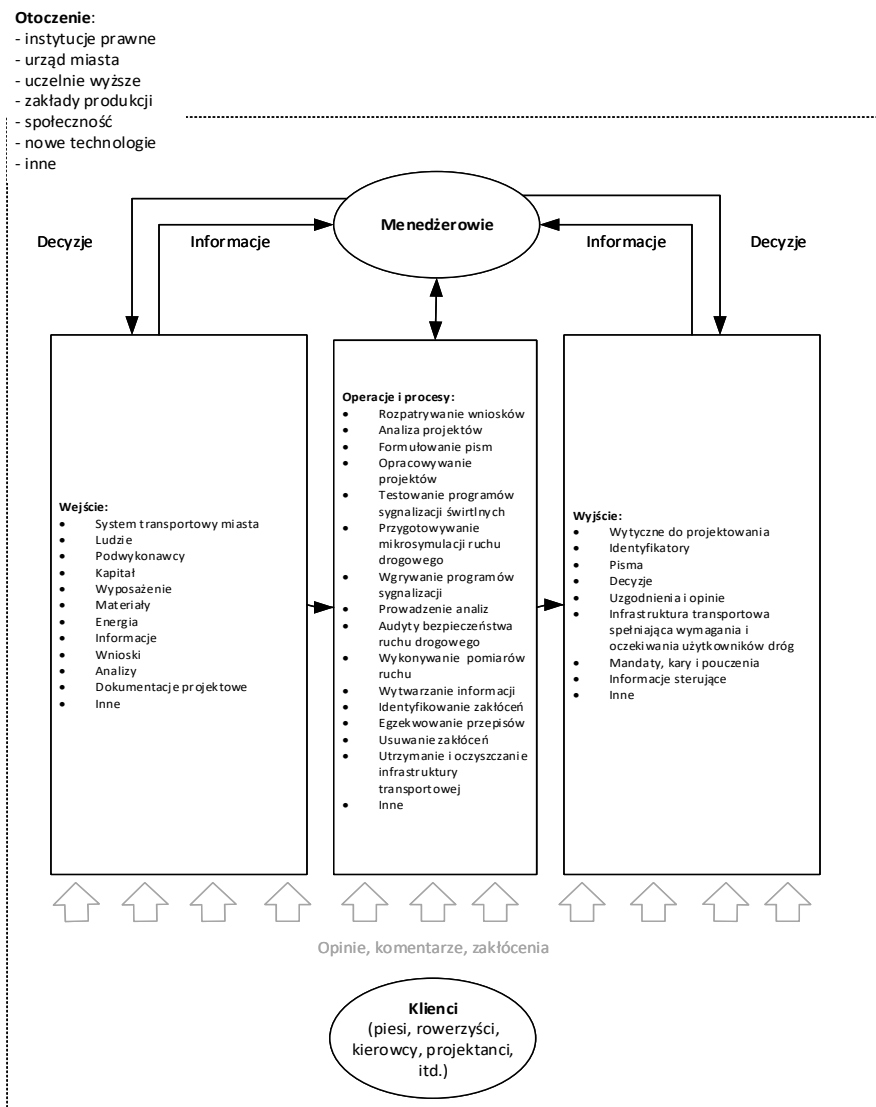 Otoczenie:
- instytucje prawne
- urząd miasta
- uczelnie wyższe
- zakłady produkcji
- społeczność
- nowe technologie
- inne
Menedżerowie
Decyzje
Informacje
Informacje
Decyzje
Wejście:
• System transportowy miasta
• Ludzie
• Podwykonawcy
• Kapitał
• Wyposażenie
• Materiały
• Energia
• Informacje
• Wnioski
• Analizy
• Dokumentacje projektowe
• Inne
Operacje i procesy:
• Rozpatrywanie wniosków
• Analiza projektów
• Formułowanie pism
• Opracowywanie
projektów
• Testowanie programów
sygnalizacji świrtlnych
• Przygotowywanie
mikrosymulacji ruchu
drogowego
• Wgrywanie programów
sygnalizacji
• Prowadzenie analiz
• Audyty bezpieczeństwa
ruchu drogowego
• Wykonywanie pomiarów
ruchu
• Wytwarzanie informacji
• Identyfikowanie zakłóceń
• Egzekwowanie przepisów
• Usuwanie zakłóceń
• Utrzymanie i oczyszczanie
infrastruktury
transportowej
• Inne
Wyjście:
• Wytyczne do projektowania
• Identyfikatory
• Pisma
• Decyzje
• Uzgodnienia i opinie
• Infrastruktura transportowa
spełniająca wymagania i
oczekiwania użytkowników dróg
• Mandaty, kary i pouczenia
• Informacje sterujące
• Inne
Opinie, komentarze, zakłócenia
Klienci
(piesi, rowerzyści,
kierowcy, projektanci,
itd.)